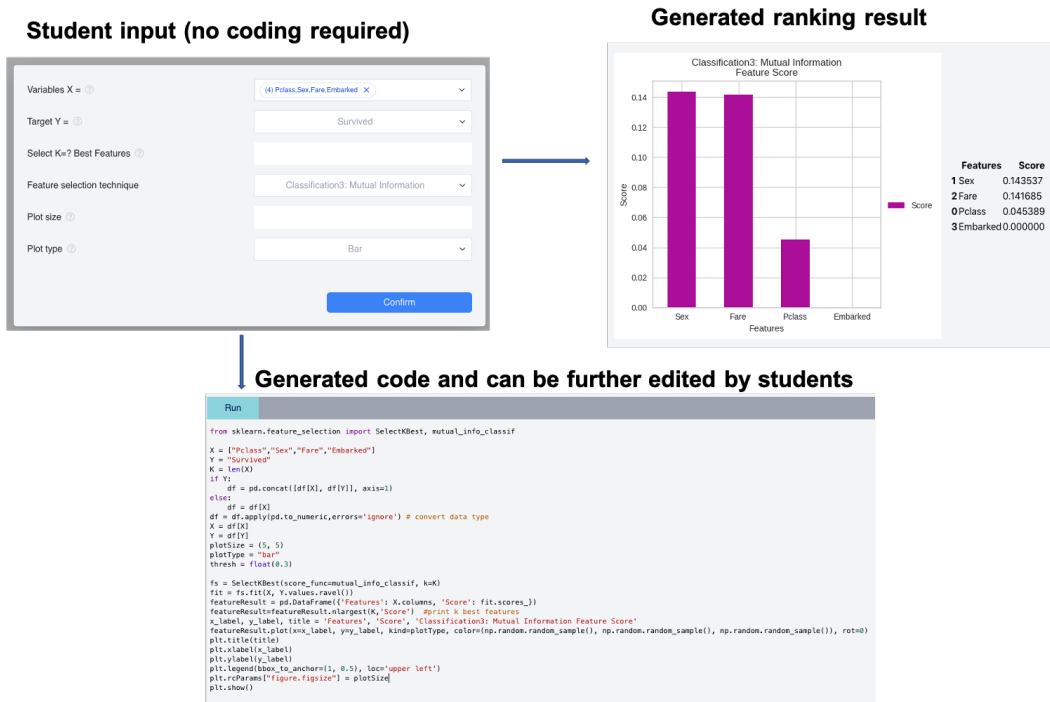 Student input (no coding required)
Generated ranking result
Variables X =
(4) Pclass,Sex,Fare,Embarked
Target Y =
Survived
Select K=? Best Features
Feature selection technique
Classification3: Mutual Information
Plot size
Plot type
Bar
Confirm
Classification3: Mutual Information
Feature Score
0.14
0.12
0.10
0.08
0.06
0.04
0.02
0.00
Score
Sex Fare Pclass Embarked
Features
Score
Features Score
1 Sex 0.143537
2 Fare 0.141685
0 Pclass 0.045389
3 Embarked 0.000000
Generated code and can be further edited by students
Run
from sklearn.feature_selection import SelectKBest, mutual_info_classif
X = ["Pclass","Sex","Fare","Embarked"]
Y = "Survived"
K = len(X)
if Y:
    df = pd.concat([df[X], df[Y]], axis=1)
else:
    df = df[X]
df = df.apply(pd.to_numeric,errors='ignore') # convert data type
X = df[X]
Y = df[Y]
plotSize = (5, 5)
plotType = "bar"
thresh = float(0.3)
fs = SelectKBest(score_func=mutual_info_classif, k=K)
fit = fs.fit(X, Y.values.ravel())
featureResult = pd.DataFrame({'Features': X.columns, 'Score': fit.scores_})
featureResult=featureResult.nlargest(K,'Score')  #print k best features
x_label, y_label, title = 'Features', 'Score', 'Classification3: Mutual Information Feature Score'
featureResult.plot(x=x_label, y=y_label, kind=plotType, color=(np.random.random_sample(), np.random.random_sample(), np.random.random_sample()), rot=0)
plt.title(title)
plt.xlabel(x_label)
plt.ylabel(y_label)
plt.legend(bbox_to_anchor=(1, 0.5), loc='upper left')
plt.rcParams["figure.figsize"] = plotSize
plt.show()